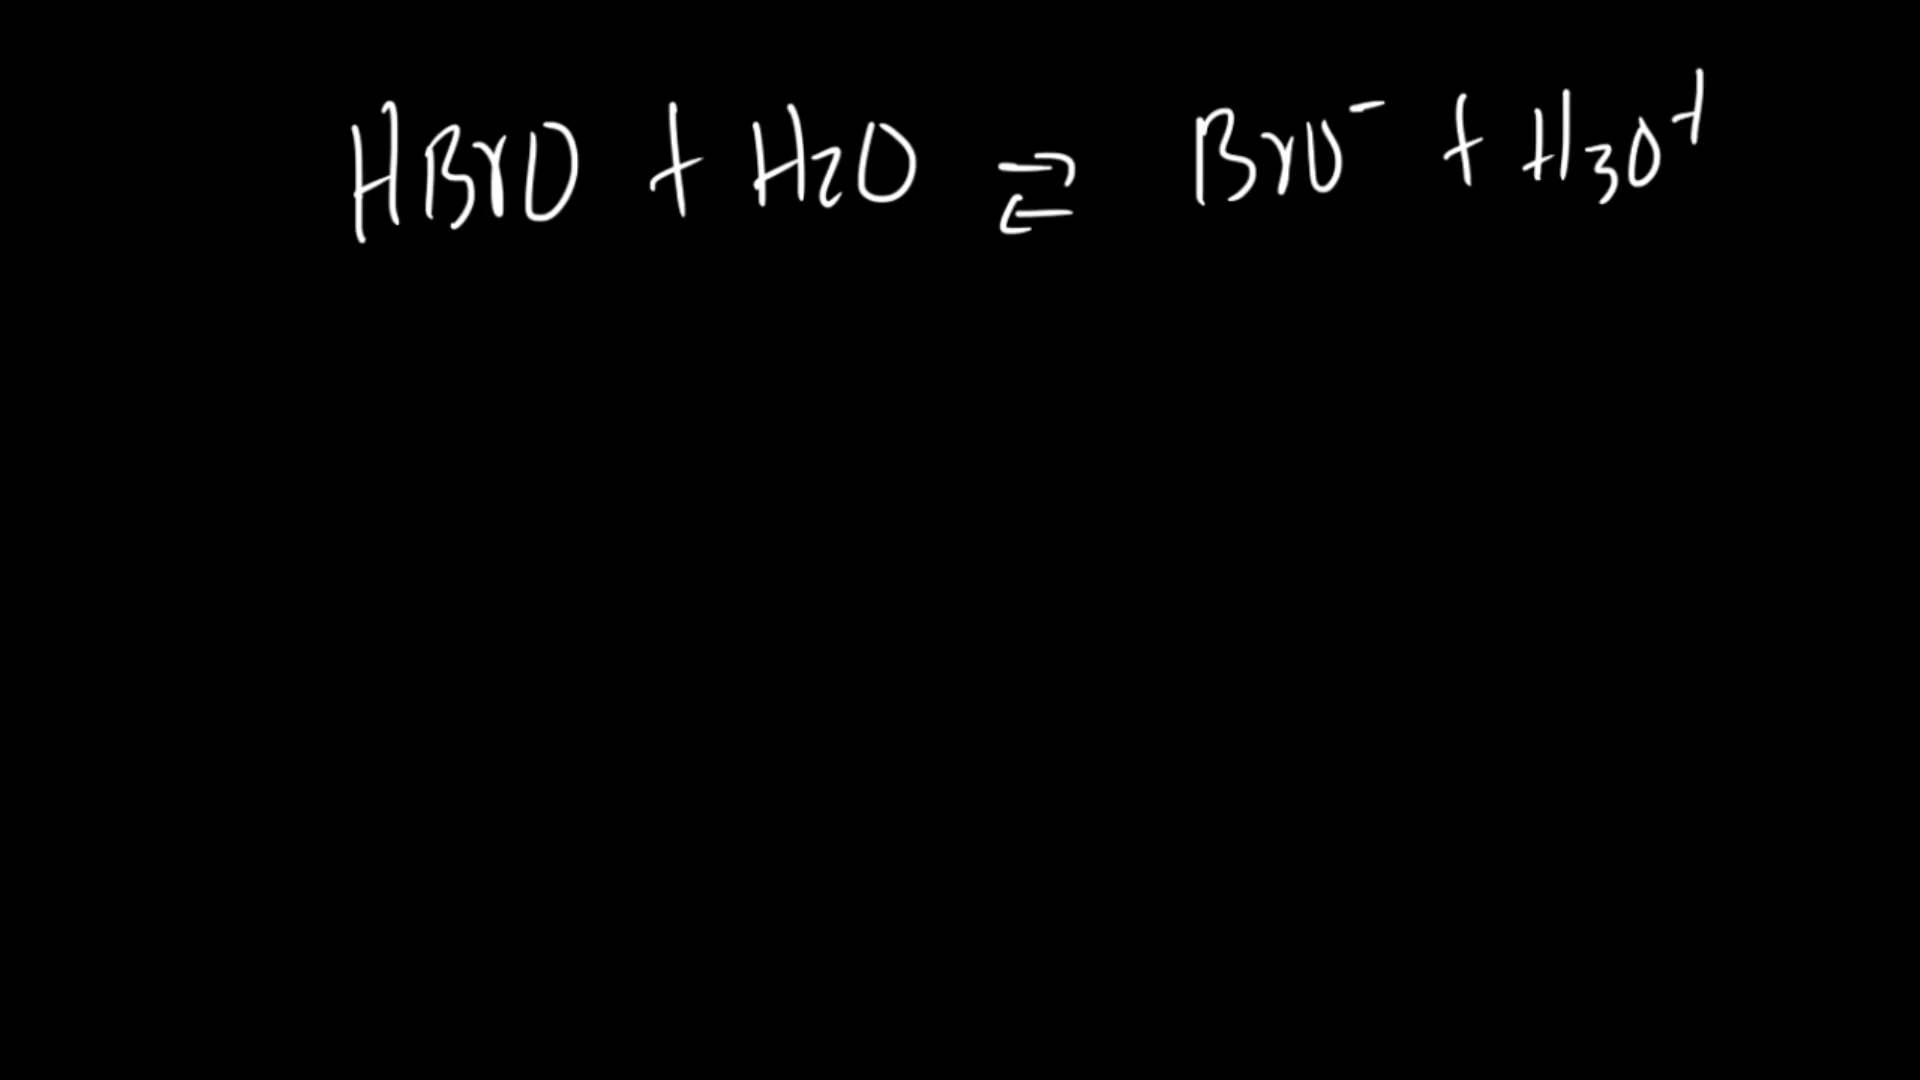 HBrO + H₂O ⇌ BrO⁻ + H₃O⁺